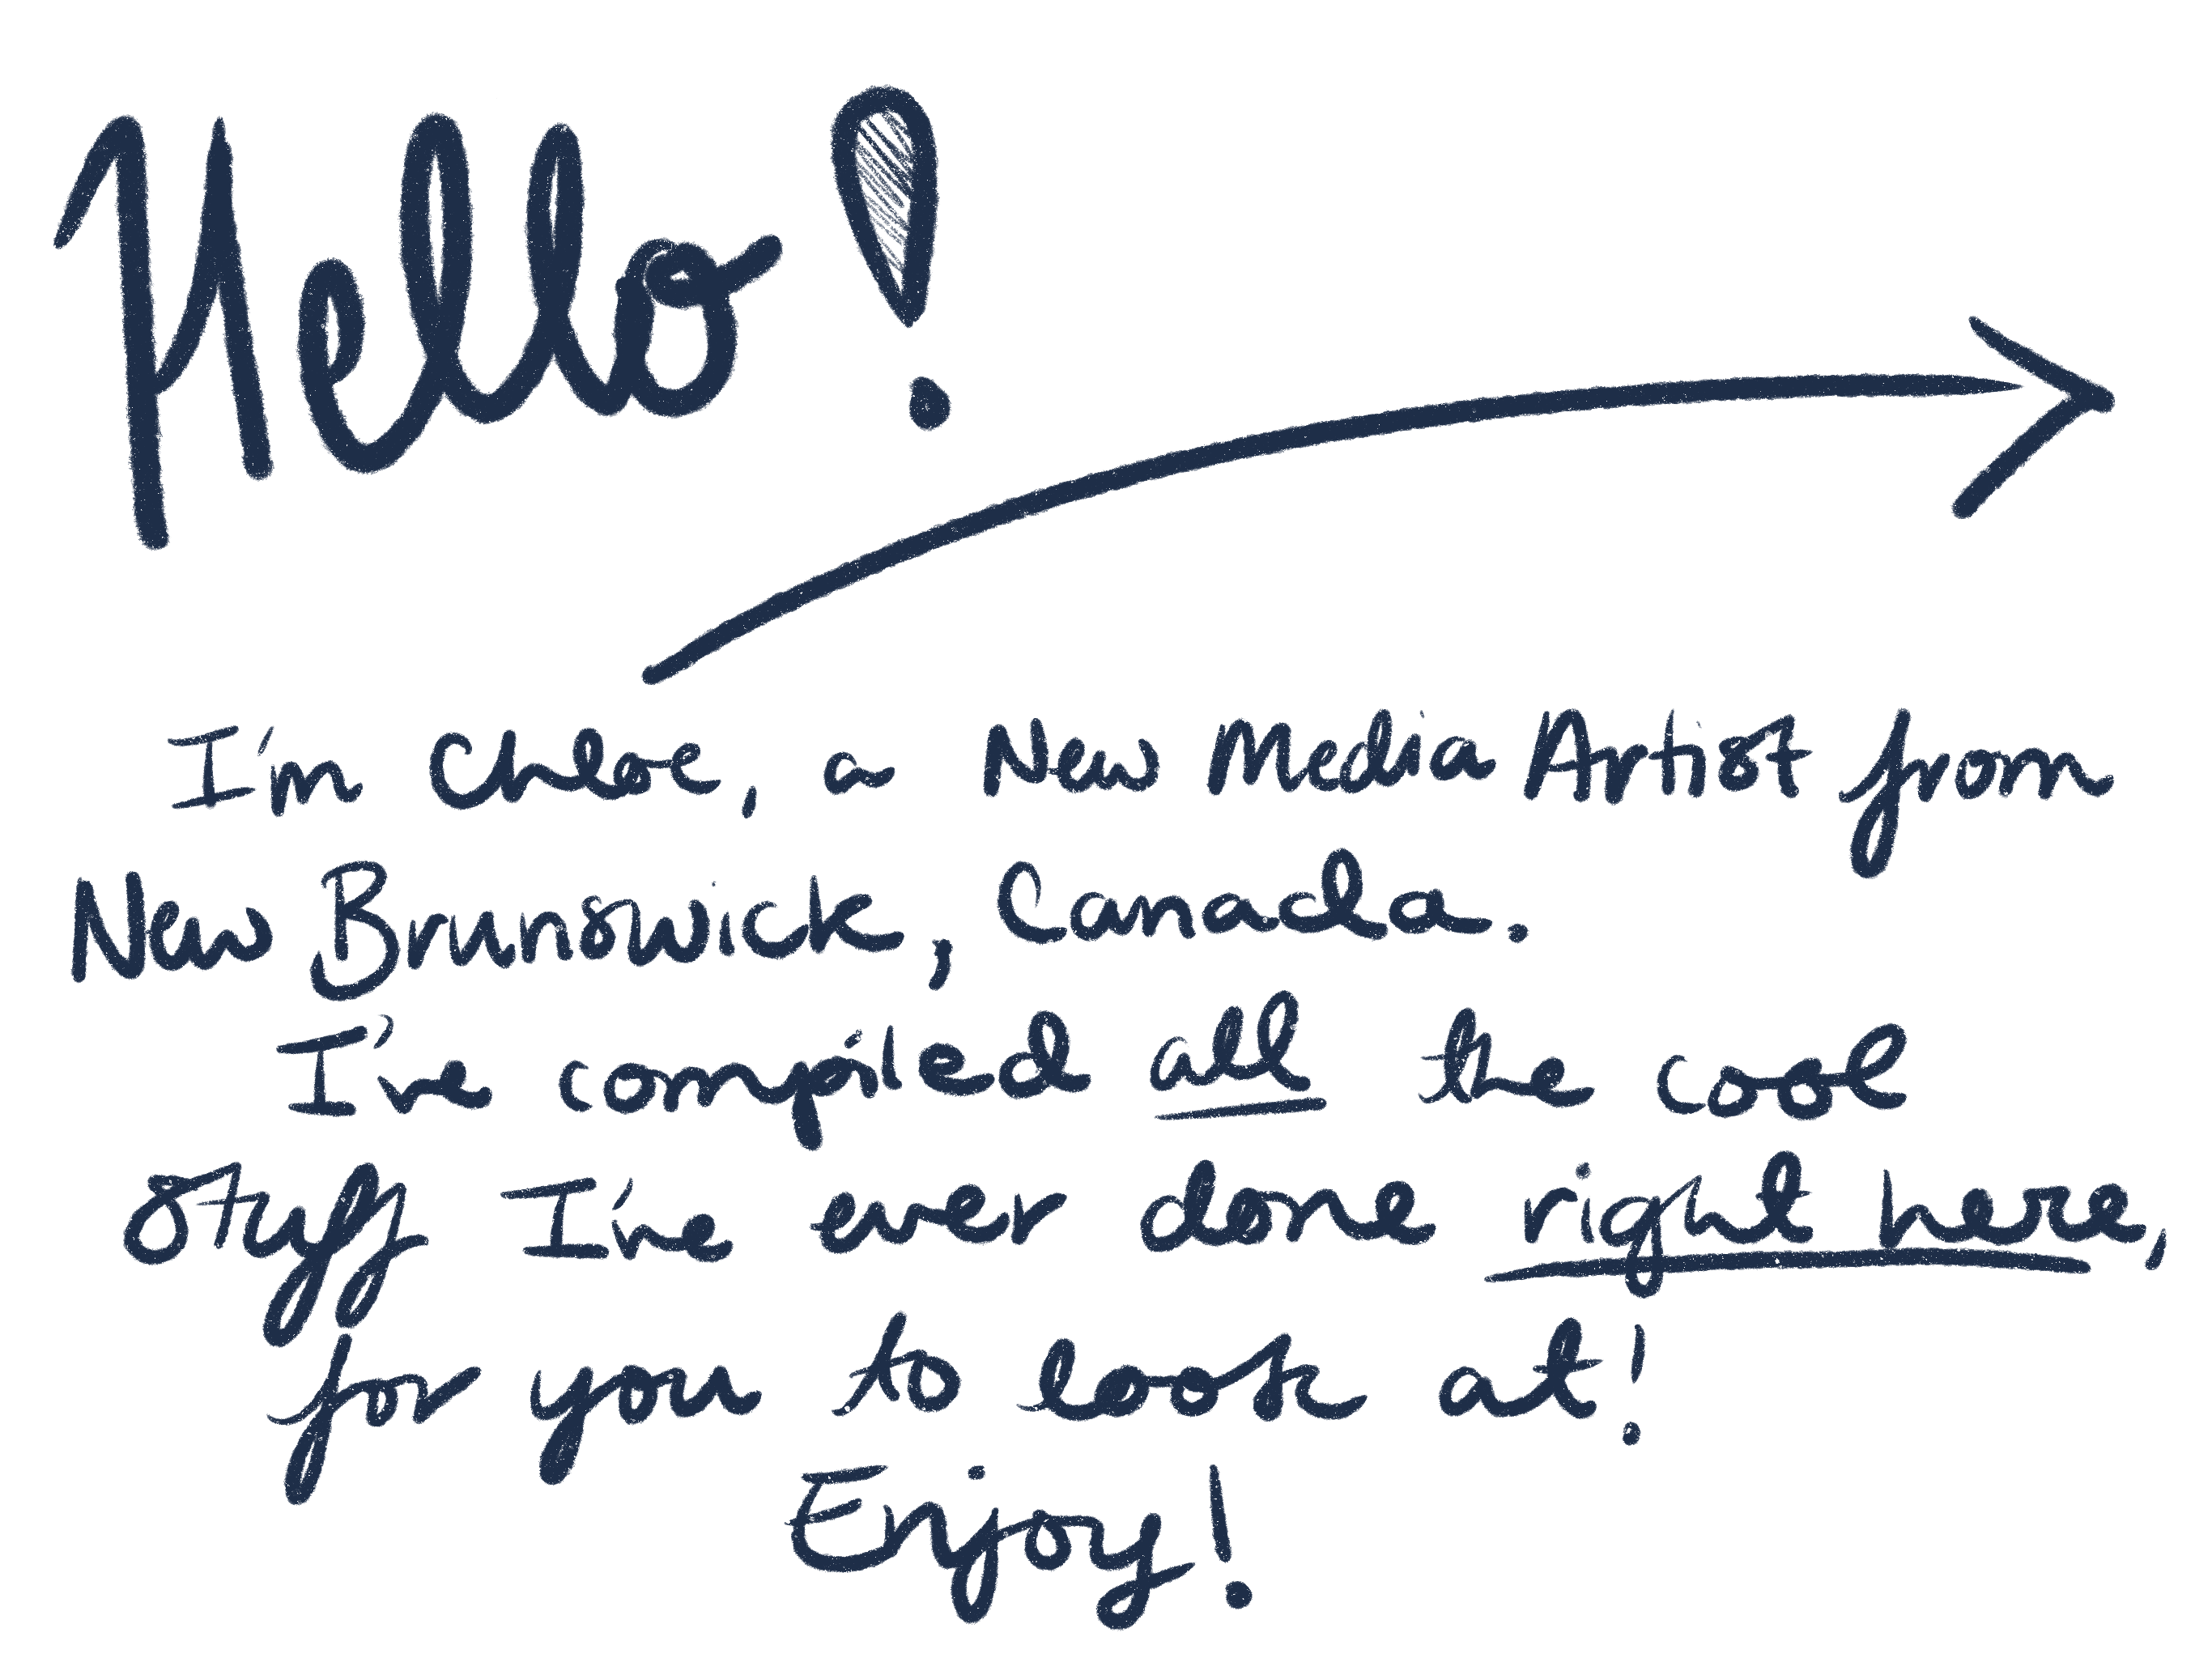 Hello!
I'm Chloe, a New Media Artist from
New Brunswick, Canada.
I've compiled all the cool
stuff I've ever done right here,
for you to look at!
Enjoy!